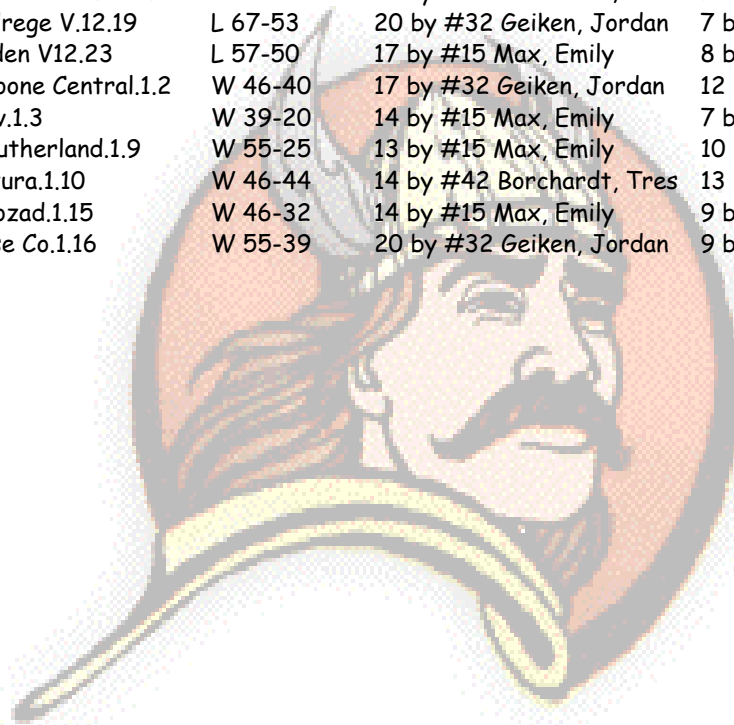 rege V.12.19 L 67-53 20 by #32 Geiken, Jordan 7 b
den V12.23 L 57-50 17 by #15 Max, Emily 8 b
bone Central.1.2 W 46-40 17 by #32 Geiken, Jordan 12
v.1.3 W 39-20 14 by #15 Max, Emily 7 b
utherland.1.9 W 55-25 13 by #15 Max, Emily 10
tura.1.10 W 46-44 14 by #42 Borchardt, Tres 13
ozad.1.15 W 46-32 14 by #15 Max, Emily 9 b
se Co.1.16 W 55-39 20 by #32 Geiken, Jordan 9 b